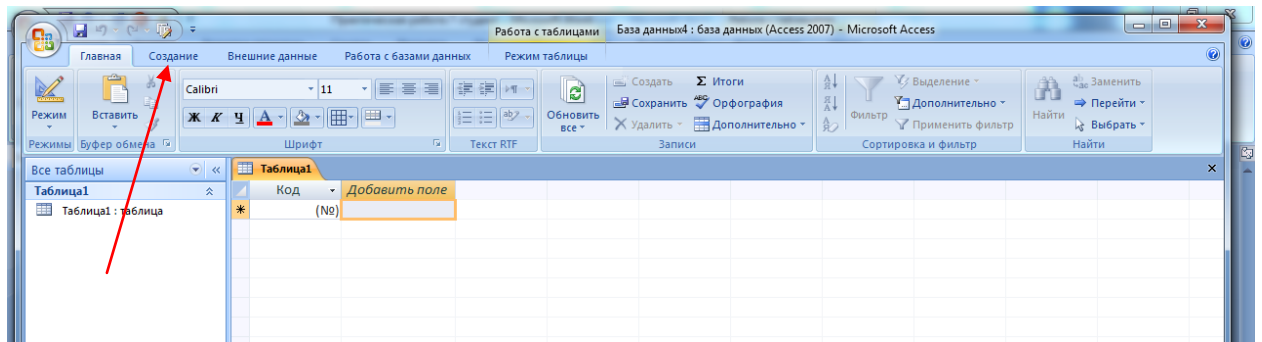 Работа с таблицами База данных4 : база данных (Access 2007) - Microsoft Access
Главная Создание Внешние данные Работа с базами данных Режим таблицы
Режим
Вставить
Calibri 11
Ж К Ч
Обновить
все
Создать
Сохранить
Удалить
Σ Итоги
Орфография
Дополнительно
Фильтр
Выделение
Дополнительно
Применить фильтр
Найти
Заменить
Перейти
Выбрать
Режимы Буфер обмена Шрифт Текст RTF Записи Сортировка и фильтр Найти
Все таблицы
Таблица1
Таблица1 : таблица
Таблица1
Код Добавить поле
(№)